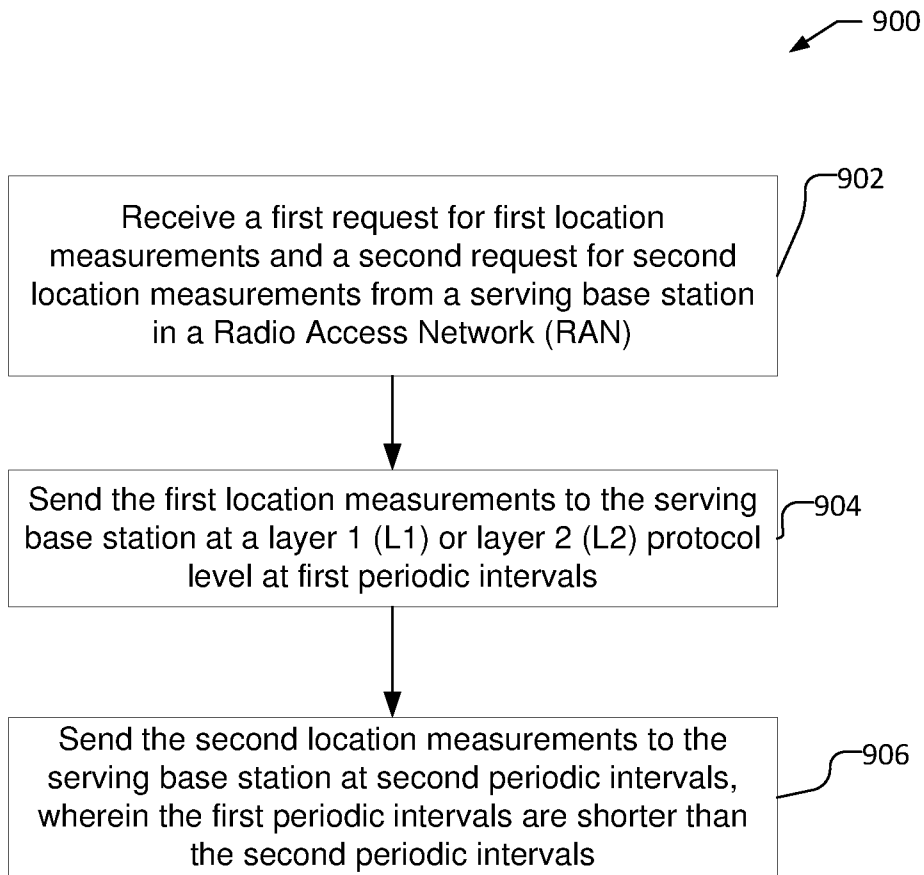 900
902
Receive a first request for first location
measurements and a second request for second
location measurements from a serving base station
in a Radio Access Network (RAN)
Send the first location measurements to the serving
base station at a layer 1 (L1) or layer 2 (L2) protocol
level at first periodic intervals
904
Send the second location measurements to the
serving base station at second periodic intervals,
wherein the first periodic intervals are shorter than
the second periodic intervals
906